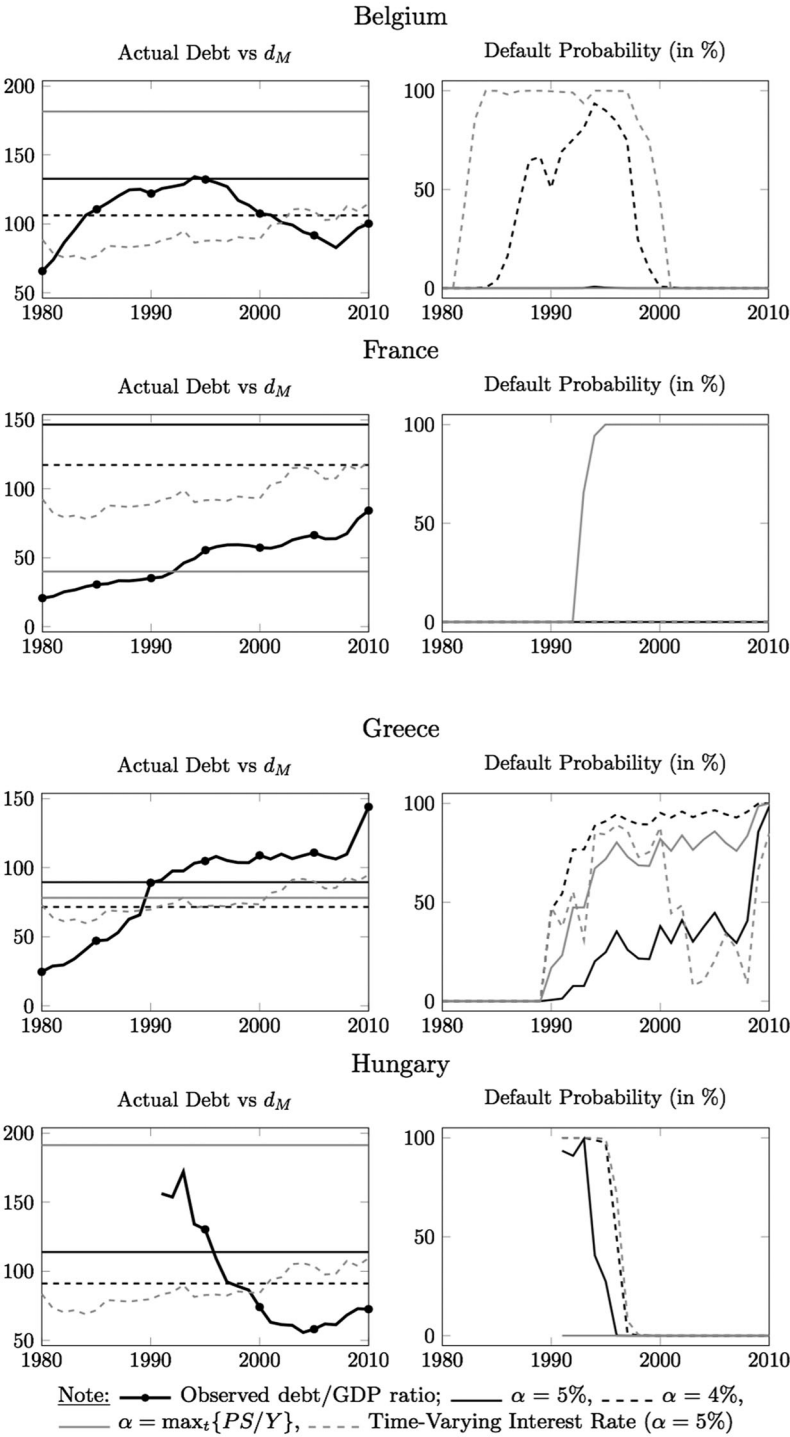 Belgium
Actual Debt vs d_M
Default Probability (in %)
200
150
100
50
1980 1990 2000 2010
100
50
0
1980 1990 2000 2010
France
Actual Debt vs d_M
Default Probability (in %)
150
100
50
0
1980 1990 2000 2010
100
50
0
1980 1990 2000 2010
Greece
Actual Debt vs d_M
Default Probability (in %)
150
100
50
0
1980 1990 2000 2010
100
50
0
1980 1990 2000 2010
Hungary
Actual Debt vs d_M
Default Probability (in %)
200
150
100
50
1980 1990 2000 2010
100
50
0
1980 1990 2000 2010
Note: Observed debt/GDP ratio; α = 5%, α = 4%,
α = max_t{PS/Y}, Time-Varying Interest Rate (α = 5%)